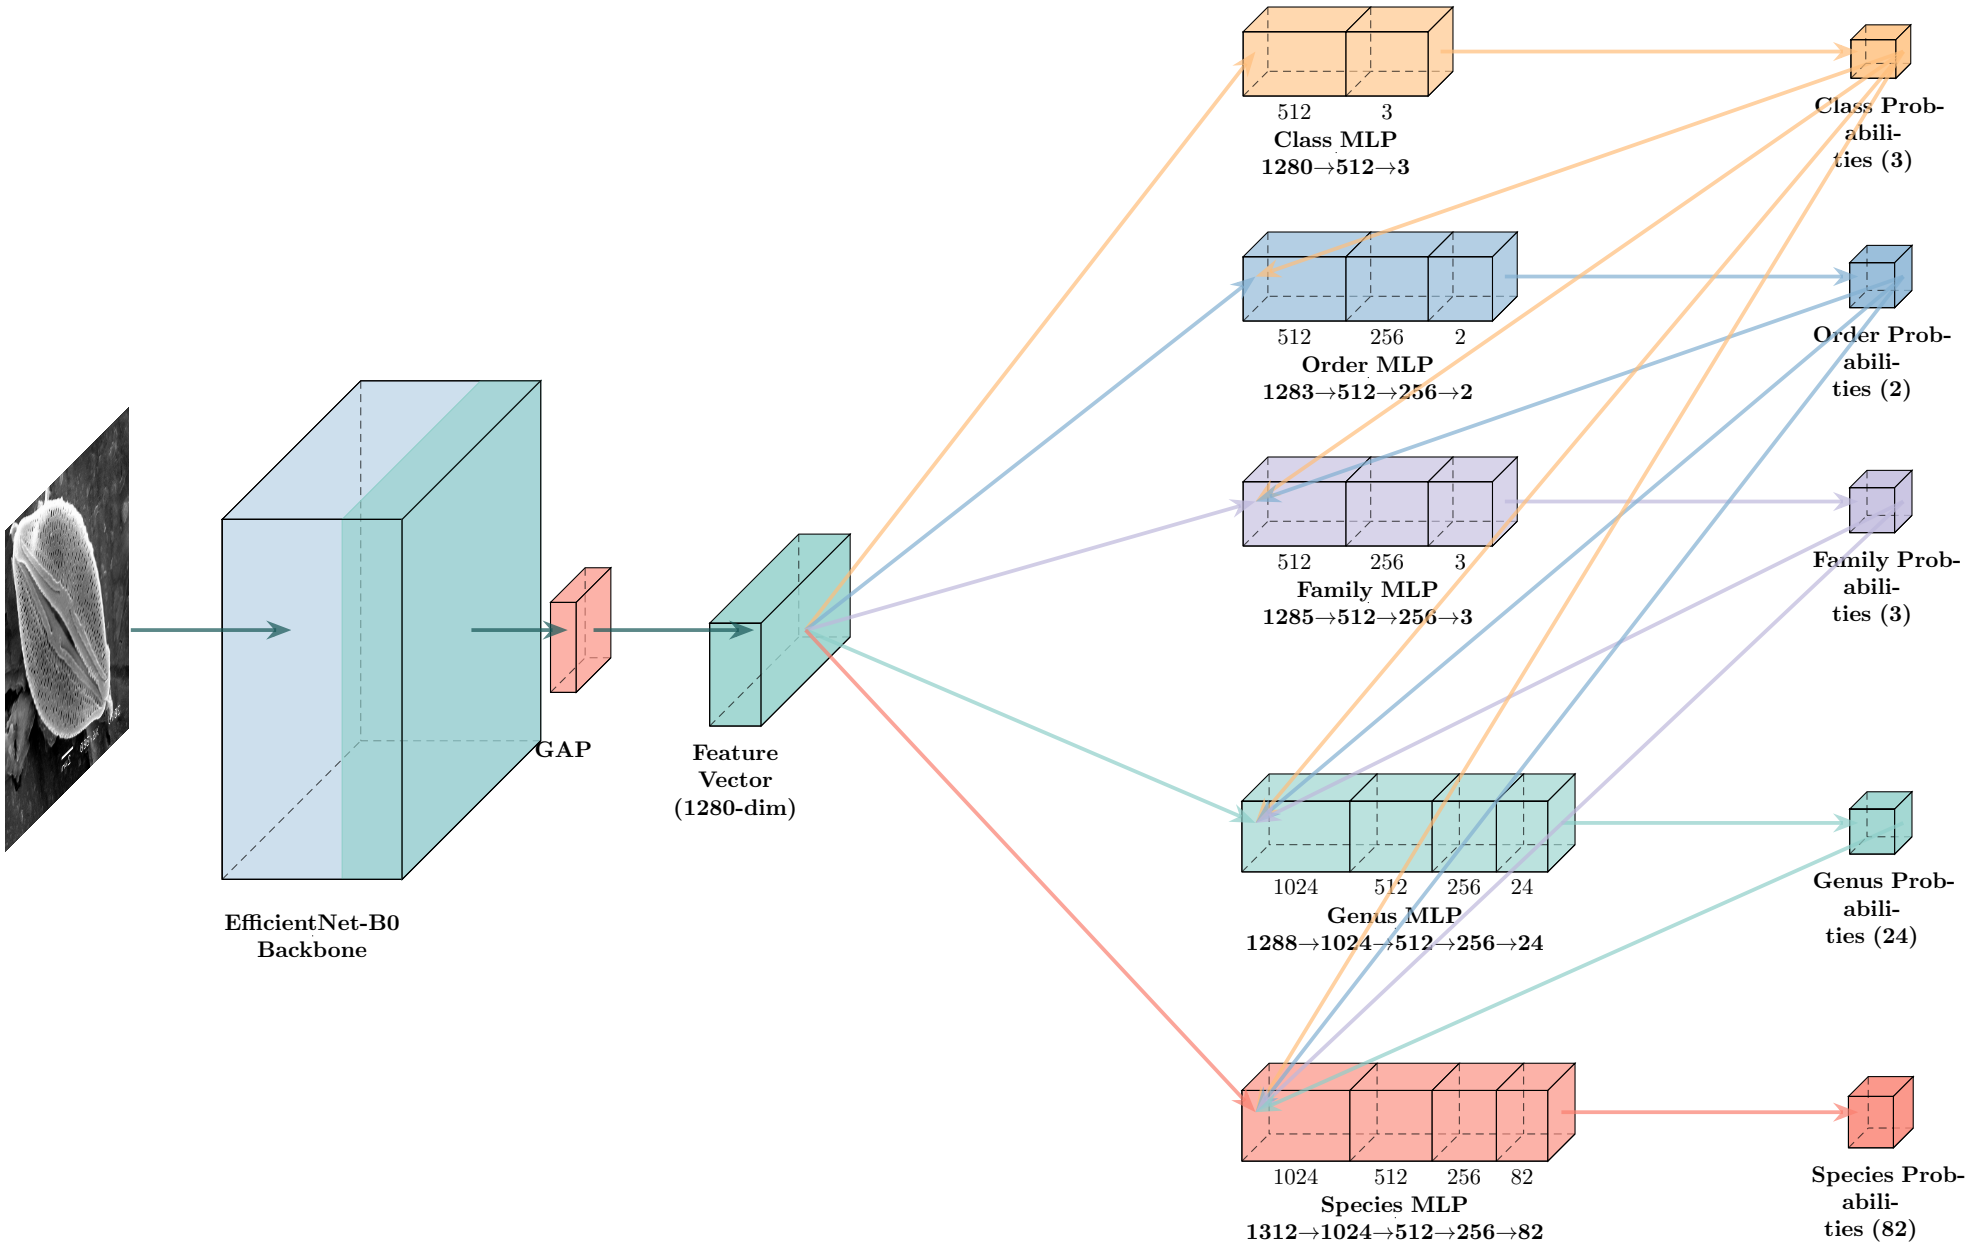 512 3
Class MLP
1280→512→3
Class Prob-
abili-
ties (3)
512 256 2
Order MLP
1283→512→256→2
Order Prob-
abili-
ties (2)
512 256 3
Family MLP
1285→512→256→3
Family Prob-
abili-
ties (3)
GAP
Feature
Vector
(1280-dim)
EfficientNet-B0
Backbone
1024 512 256 24
Genus MLP
1288→1024→512→256→24
Genus Prob-
abili-
ties (24)
1024 512 256 82
Species MLP
1312→1024→512→256→82
Species Prob-
abili-
ties (82)